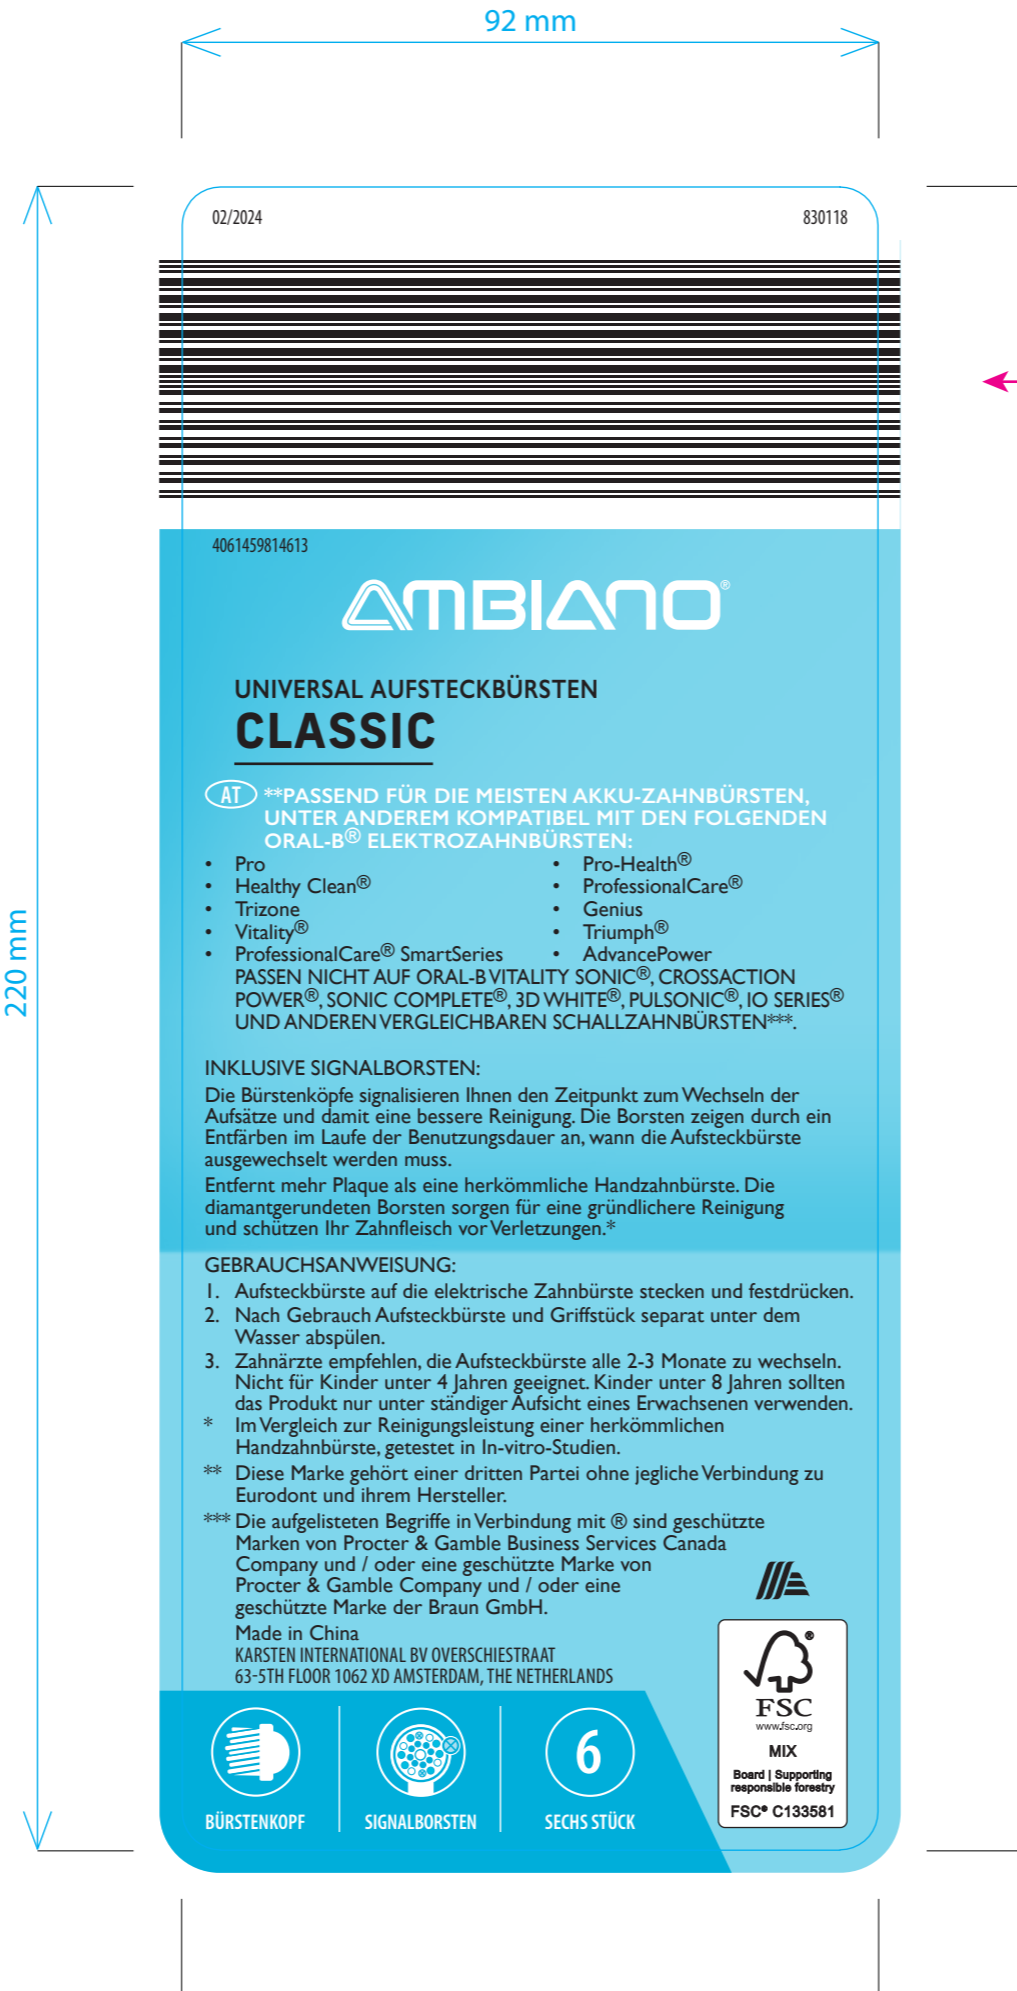 92 mm
220 mm
02/2024
830118
4061459814613
AMBIANO®
UNIVERSAL AUFSTECKBÜRSTEN
CLASSIC
AT **PASSEND FÜR DIE MEISTEN AKKU-ZAHNBÜRSTEN,
UNTER ANDEREM KOMPATIBEL MIT DEN FOLGENDEN
ORAL-B® ELEKTROZAHNBÜRSTEN:
• Pro
• Healthy Clean®
• Trizone
• Vitality®
• ProfessionalCare® SmartSeries
• Pro-Health®
• ProfessionalCare®
• Genius
• Triumph®
• AdvancePower
PASSEN NICHT AUF ORAL-B VITALITY SONIC®, CROSSACTION
POWER®, SONIC COMPLETE®, 3D WHITE®, PULSONIC®, IO SERIES®
UND ANDEREN VERGLEICHBAREN SCHALLZAHNBÜRSTEN***.
INKLUSIVE SIGNALBORSTEN:
Die Bürstenköpfe signalisieren Ihnen den Zeitpunkt zum Wechseln der
Aufsätze und damit eine bessere Reinigung. Die Borsten zeigen durch ein
Entfärben im Laufe der Benutzungsdauer an, wann die Aufsteckbürste
ausgewechselt werden muss.
Entfernt mehr Plaque als eine herkömmliche Handzahnbürste. Die
diamantgerundeten Borsten sorgen für eine gründlichere Reinigung
und schützen Ihr Zahnfleisch vor Verletzungen.*
GEBRAUCHSANWEISUNG:
1. Aufsteckbürste auf die elektrische Zahnbürste stecken und festdrücken.
2. Nach Gebrauch Aufsteckbürste und Griffstück separat unter dem
Wasser abspülen.
3. Zahnärzte empfehlen, die Aufsteckbürste alle 2-3 Monate zu wechseln.
Nicht für Kinder unter 4 Jahren geeignet. Kinder unter 8 Jahren sollten
das Produkt nur unter ständiger Aufsicht eines Erwachsenen verwenden.
* Im Vergleich zur Reinigungsleistung einer herkömmlichen
Handzahnbürste, getestet in In-vitro-Studien.
** Diese Marke gehört einer dritten Partei ohne jegliche Verbindung zu
Eurodont und ihrem Hersteller.
*** Die aufgelisteten Begriffe in Verbindung mit ® sind geschützte
Marken von Procter & Gamble Business Services Canada
Company und / oder eine geschützte Marke von
Procter & Gamble Company und / oder eine
geschützte Marke der Braun GmbH.
Made in China
KARSTEN INTERNATIONAL BV OVERSCHIESTRAAT
63-5TH FLOOR 1062 XD AMSTERDAM, THE NETHERLANDS
BÜRSTENKOPF
SIGNALBORSTEN
6
SECHS STÜCK
®
FSC
www.fsc.org
MIX
Board | Supporting
responsible forestry
FSC® C133581